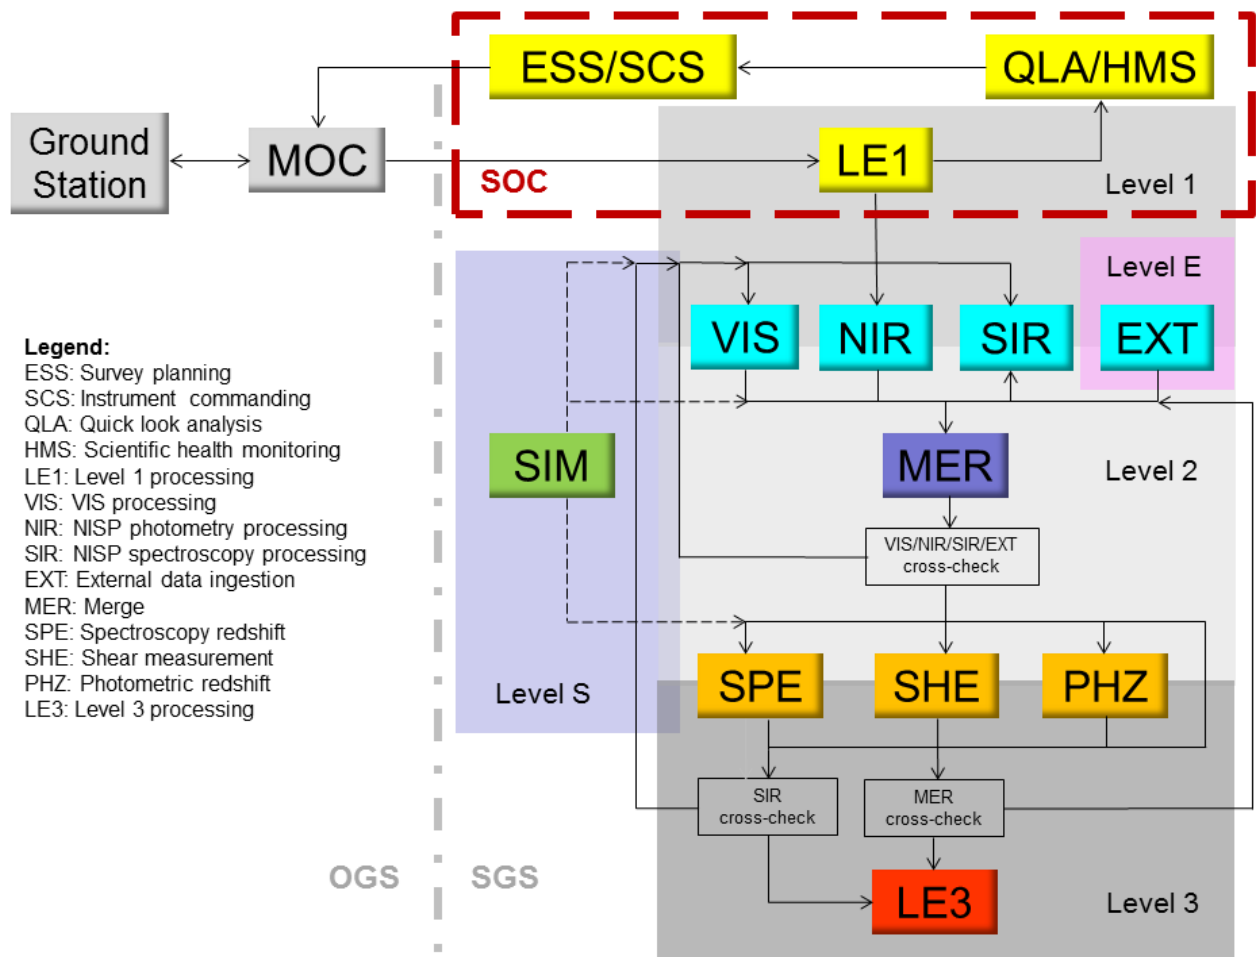 ESS/SCS
QLA/HMS
Ground
Station
MOC
LE1
SOC
Level 1
Level E
VIS
NIR
SIR
EXT
Legend:
ESS: Survey planning
SCS: Instrument commanding
QLA: Quick look analysis
HMS: Scientific health monitoring
LE1: Level 1 processing
VIS: VIS processing
NIR: NISP photometry processing
SIR: NISP spectroscopy processing
EXT: External data ingestion
MER: Merge
SPE: Spectroscopy redshift
SHE: Shear measurement
PHZ: Photometric redshift
LE3: Level 3 processing
SIM
MER
Level 2
VIS/NIR/SIR/EXT
cross-check
Level S
SPE
SHE
PHZ
SIR
cross-check
MER
cross-check
OGS
SGS
LE3
Level 3